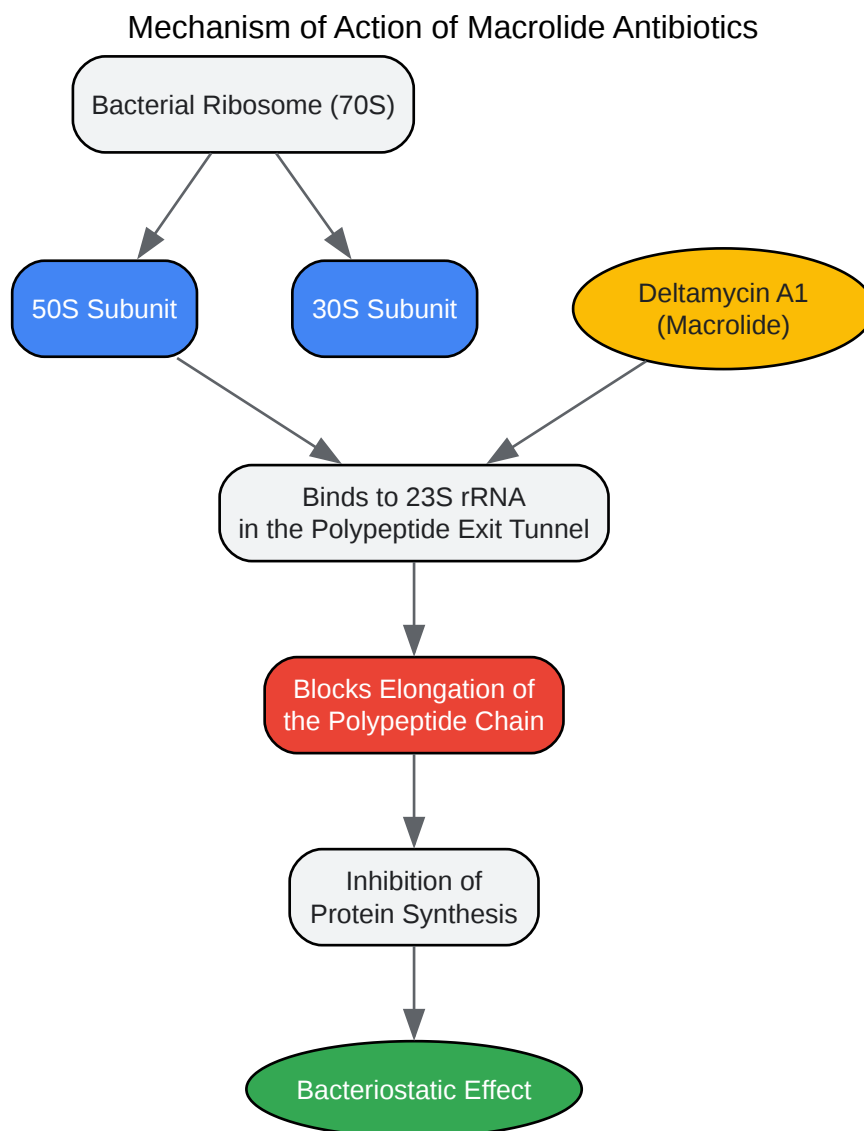 Mechanism of Action of Macrolide Antibiotics
Bacterial Ribosome (70S)
50S Subunit
30S Subunit
Deltamycin A1
(Macrolide)
Binds to 23S rRNA
in the Polypeptide Exit Tunnel
Blocks Elongation of
the Polypeptide Chain
Inhibition of
Protein Synthesis
Bacteriostatic Effect